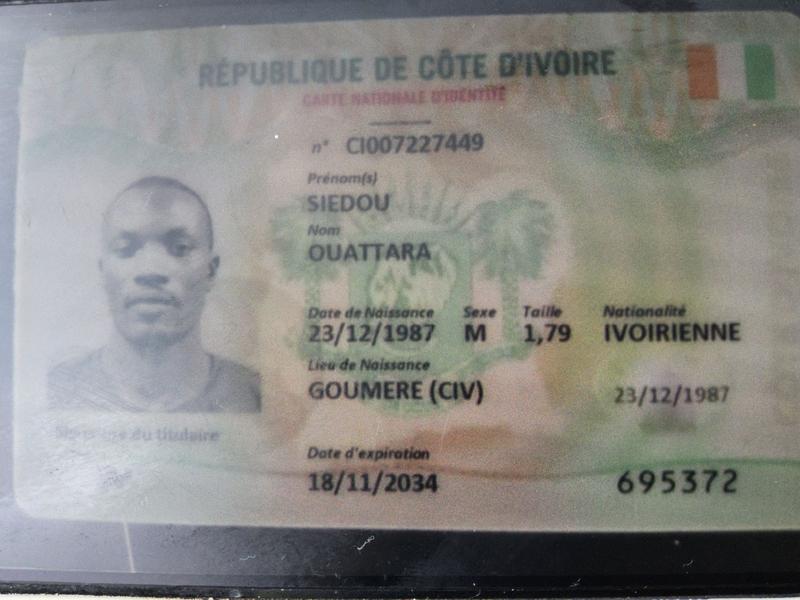 RÉPUBLIQUE DE CÔTE D'IVOIRE
CARTE NATIONALE D'IDENTITÉ
n° CI007227449
Prénom(s)
SIEDOU
Nom
OUATTARA
Date de Naissance Sexe Taille Nationalité
23/12/1987 M 1,79 IVOIRIENNE
Lieu de Naissance
GOUMERE (CIV)
23/12/1987
du titulaire
Date d'expiration
18/11/2034
695372